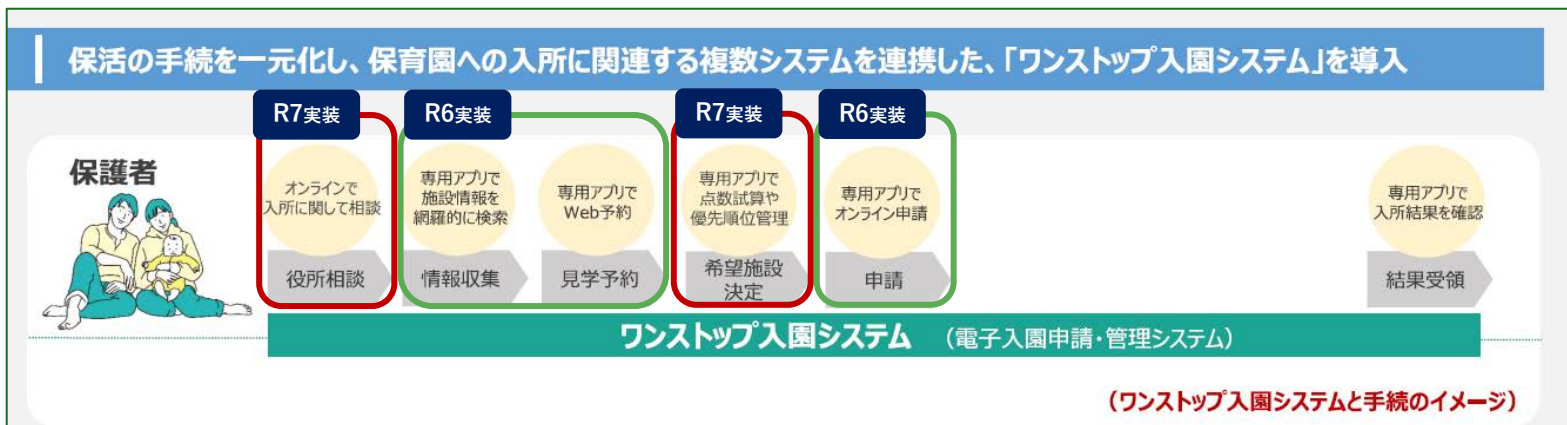 保活の手続を一元化し、保育園への入所に関連する複数システムを連携した、「ワンストップ入園システム」を導入
R7実装
R6実装
R7実装
R6実装
保護者
オンラインで
入所に関して相談
役所相談
専用アプリで
施設情報を
網羅的に検索
情報収集
専用アプリで
Web予約
見学予約
専用アプリで
点数試算や
優先順位管理
希望施設
決定
専用アプリで
オンライン申請
申請
専用アプリで
入所結果を確認
結果受領
ワンストップ入園システム （電子入園申請・管理システム）
（ワンストップ入園システムと手続のイメージ）